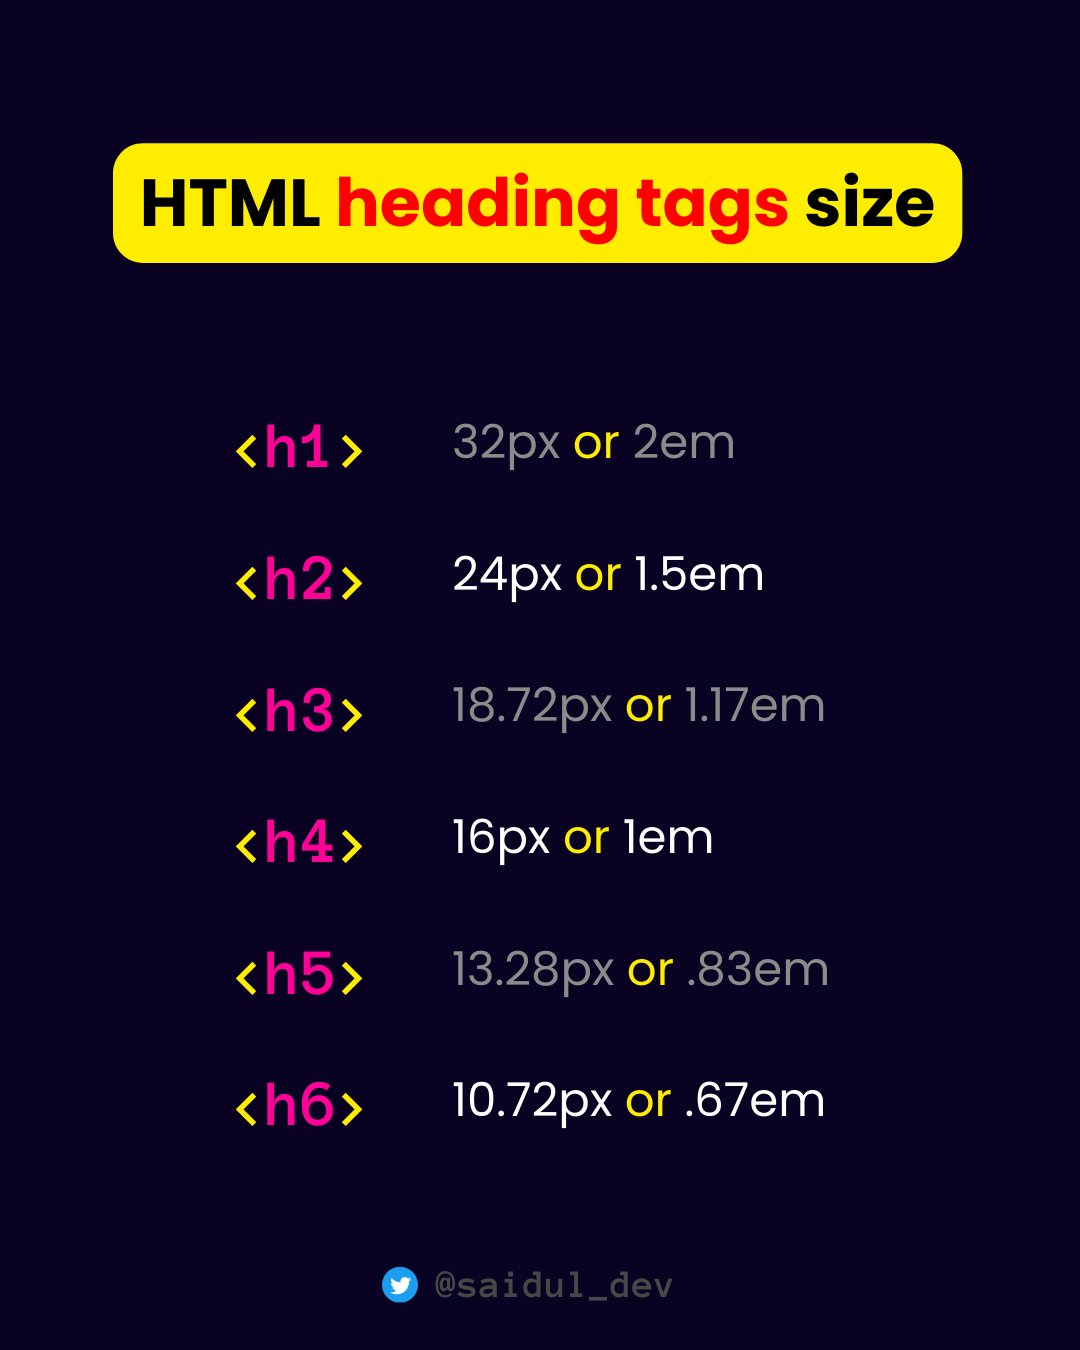 HTML heading tags size
<h1> 32px or 2em
<h2> 24px or 1.5em
<h3> 18.72px or 1.17em
<h4> 16px or 1em
<h5> 13.28px or .83em
<h6> 10.72px or .67em
@saidul_dev